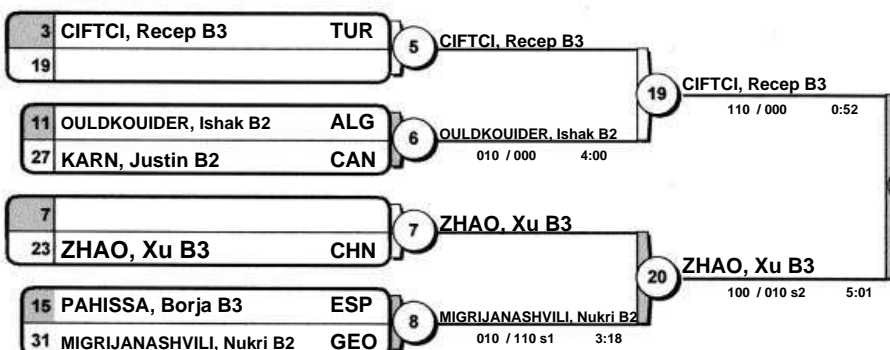 3 CIFTCI, Recep B3 TUR
19
5 CIFTCI, Recep B3
11 OULDKOUIDER, Ishak B2 ALG
27 KARN, Justin B2 CAN
6 OULDKOUIDER, Ishak B2
010 / 000 4:00
19 CIFTCI, Recep B3
110 / 000 0:52
7
23 ZHAO, Xu B3 CHN
7 ZHAO, Xu B3
15 PAHISSA, Borja B3 ESP
31 MIGRIJANASHVILI, Nukri B2 GEO
8 MIGRIJANASHVILI, Nukri B2
010 / 110 s1 3:18
20 ZHAO, Xu B3
100 / 010 s2 5:01